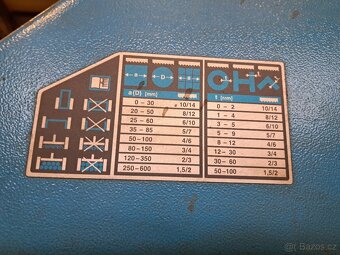 a (D) (mm) t (mm)
0 - 30 10/14 0 - 2 10/14
20 - 50 8/12 1 - 4 8/12
25 - 60 6/10 3 - 5 6/10
35 - 85 5/7 5 - 9 5/7
50-100 4/6 8 - 12 4/6
80-150 3/4 12 - 30 3/4
120-350 2/3 30 - 60 2/3
250-600 1,5/2 50-100 1,5/2
Bazos.cz